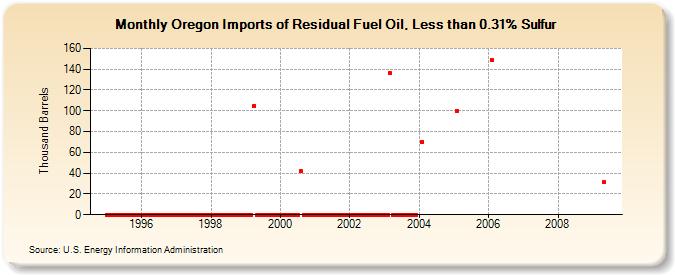 Monthly Oregon Imports of Residual Fuel Oil, Less than 0.31% Sulfur
Thousand Barrels
160
140
120
100
80
60
40
20
0
1996 1998 2000 2002 2004 2006 2008
Source: U.S. Energy Information Administration